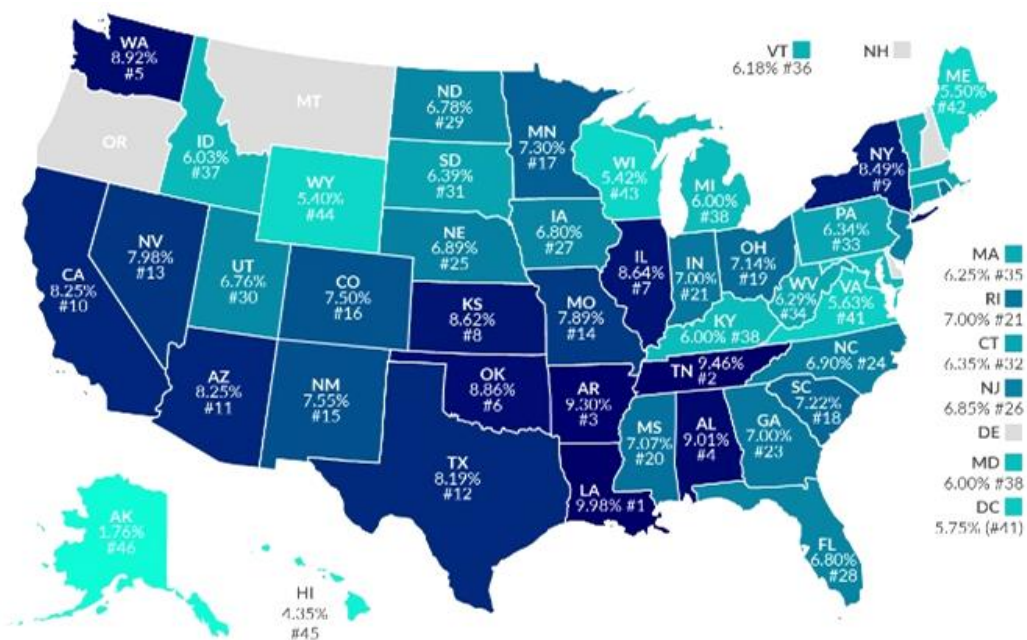 WA
8.92%
#5
MT
OR
ID
6.03%
#37
WY
5.40%
#44
ND
6.78%
#29
SD
6.39%
#31
NE
6.89%
#25
MN
7.30%
#17
IA
6.80%
#27
WI
5.42%
#43
MI
6.00%
#38
VT
6.18% #36
NH
ME
5.50%
#42
NY
8.49%
#9
PA
6.34%
#33
CA
8.25%
#10
NV
7.98%
#13
UT
6.76%
#30
CO
7.50%
#16
KS
8.62%
#8
MO
7.89%
#14
IL
8.64%
#7
IN
7.00%
#21
OH
7.14%
#19
WV
6.29%
#34
VA
5.63%
#41
KY
6.00% #38
NC
6.90% #24
TN 9.46%
#2
SC
7.22%
#18
AZ
8.25%
#11
NM
7.55%
#15
OK
8.86%
#6
AR
9.30%
#3
MS
7.07%
#20
AL
9.01%
#4
GA
7.00%
#23
TX
8.19%
#12
LA
9.98% #1
FL
6.80%
#28
AK
1.76%
#46
HI
4.35%
#45
MA
6.25% #35
RI
7.00% #21
CT
6.35% #32
NJ
6.85% #26
DE
MD
6.00% #38
DC
5.75% (#41)